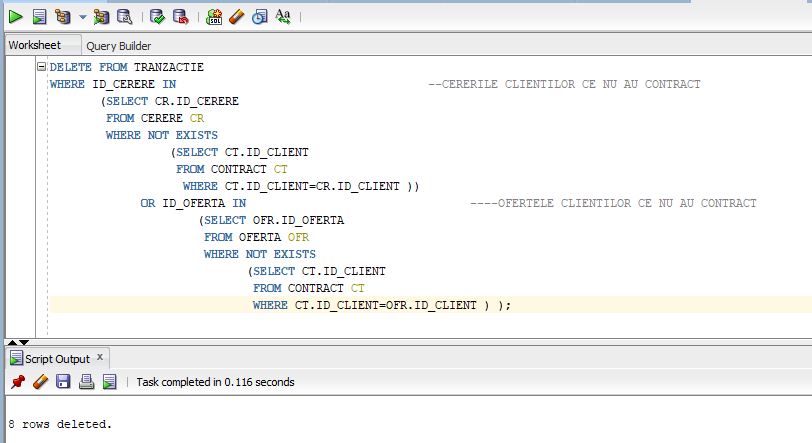 SQL
Aa
Worksheet Query Builder
DELETE FROM TRANZACTIE
WHERE ID_CERERE IN --CERERILE CLIENTILOR CE NU AU CONTRACT
(SELECT CR.ID_CERERE
FROM CERERE CR
WHERE NOT EXISTS
(SELECT CT.ID_CLIENT
FROM CONTRACT CT
WHERE CT.ID_CLIENT=CR.ID_CLIENT ))
OR ID_OFERTA IN ----OFERTELE CLIENTILOR CE NU AU CONTRACT
(SELECT OFR.ID_OFERTA
FROM OFERTA OFR
WHERE NOT EXISTS
(SELECT CT.ID_CLIENT
FROM CONTRACT CT
WHERE CT.ID_CLIENT=OFR.ID_CLIENT ) );
Script Output x
Task completed in 0.116 seconds
8 rows deleted.